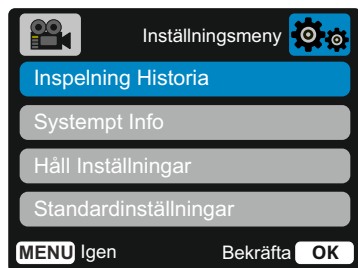 Inställningsmeny
Inspelning Historia
Systempt Info
Håll Inställningar
Standardinställningar
MENU Igen Bekräfta OK